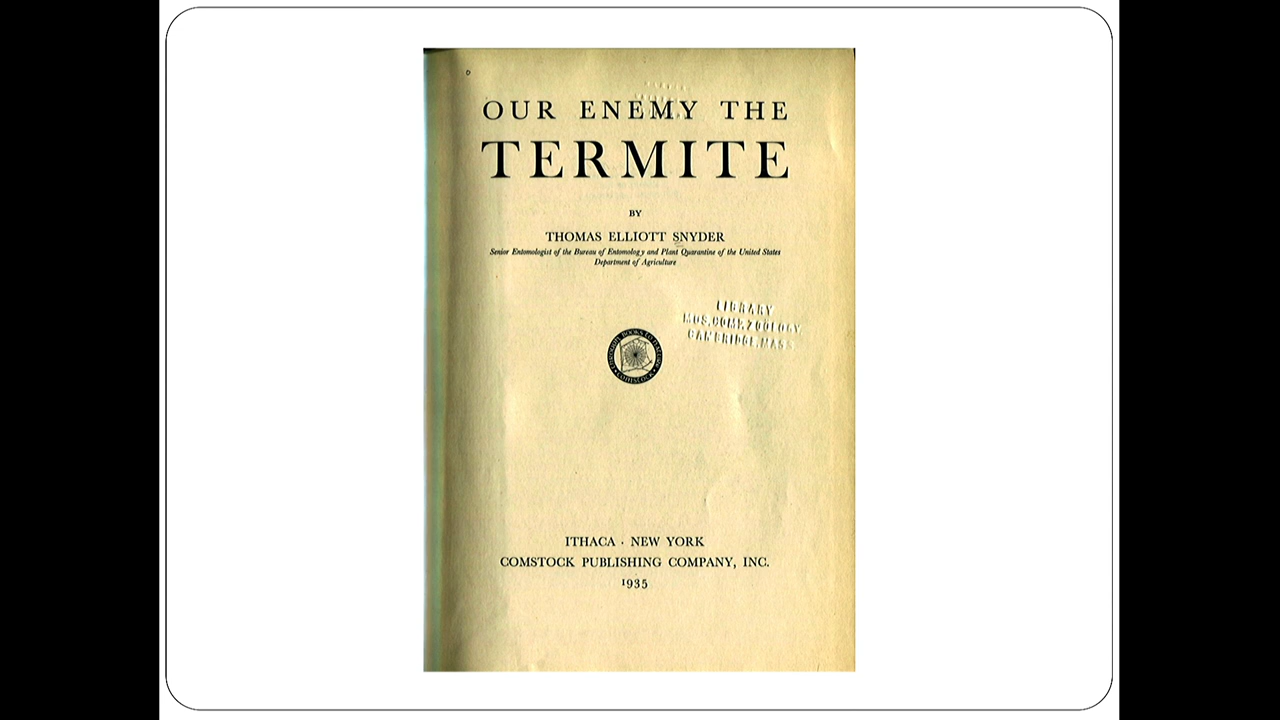 OUR ENEMY THE
TERMITE
BY
THOMAS ELLIOTT SNYDER
Senior Entomologist of the Bureau of Entomology and Plant Quarantine of the United States
Department of Agriculture
LIBRARY
MUS.COMP.ZOOLOGY.
CAMBRIDGE.MASS
COMSTOCK
ITHACA · NEW YORK
COMSTOCK PUBLISHING COMPANY, INC.
1935